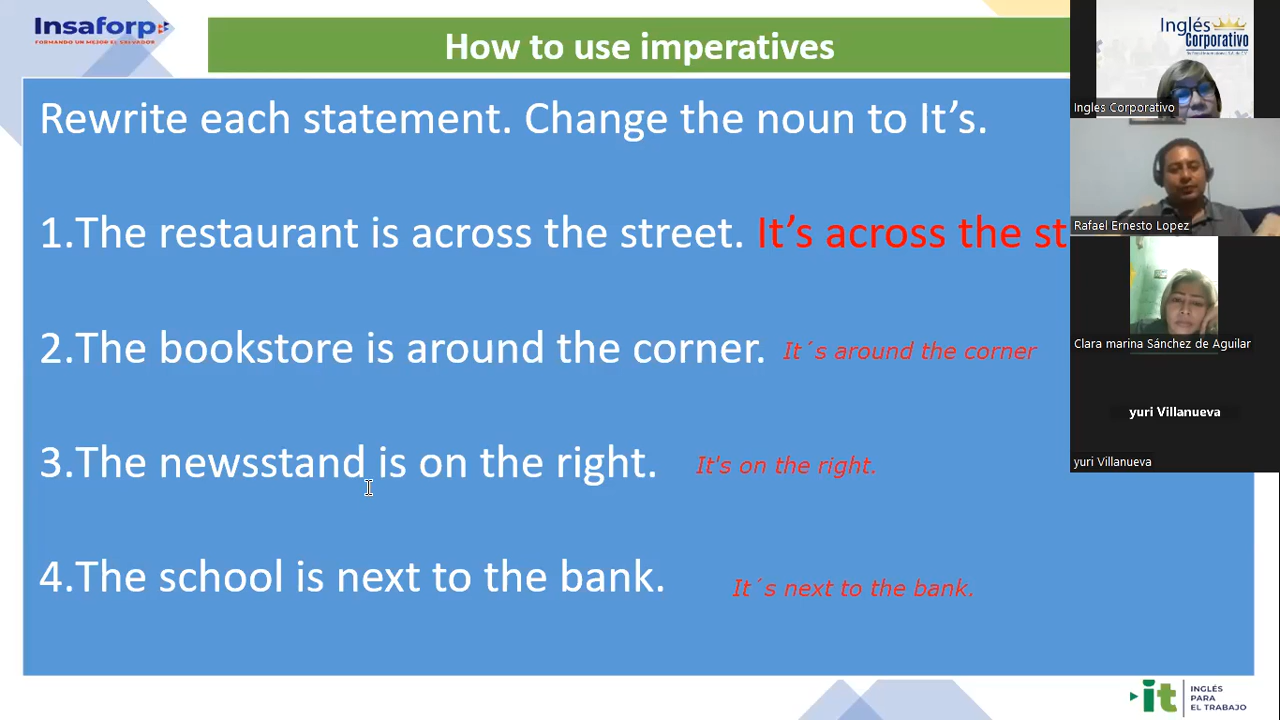 Insaforp
FORMANDO UN MEJOR EL SALVADOR
How to use imperatives
Inglés
Corporativo
Ingles Corporativo
Rewrite each statement. Change the noun to It's.
Rafael Ernesto Lopez
1.The restaurant is across the street. It's across the st
2.The bookstore is around the corner. It´s around the corner
Clara marina Sánchez de Aguilar
yuri Villanueva
yuri Villanueva
3.The newsstand is on the right. It's on the right.
4.The school is next to the bank. It´s next to the bank.
it INGLÉS
PARA
EL TRABAJO